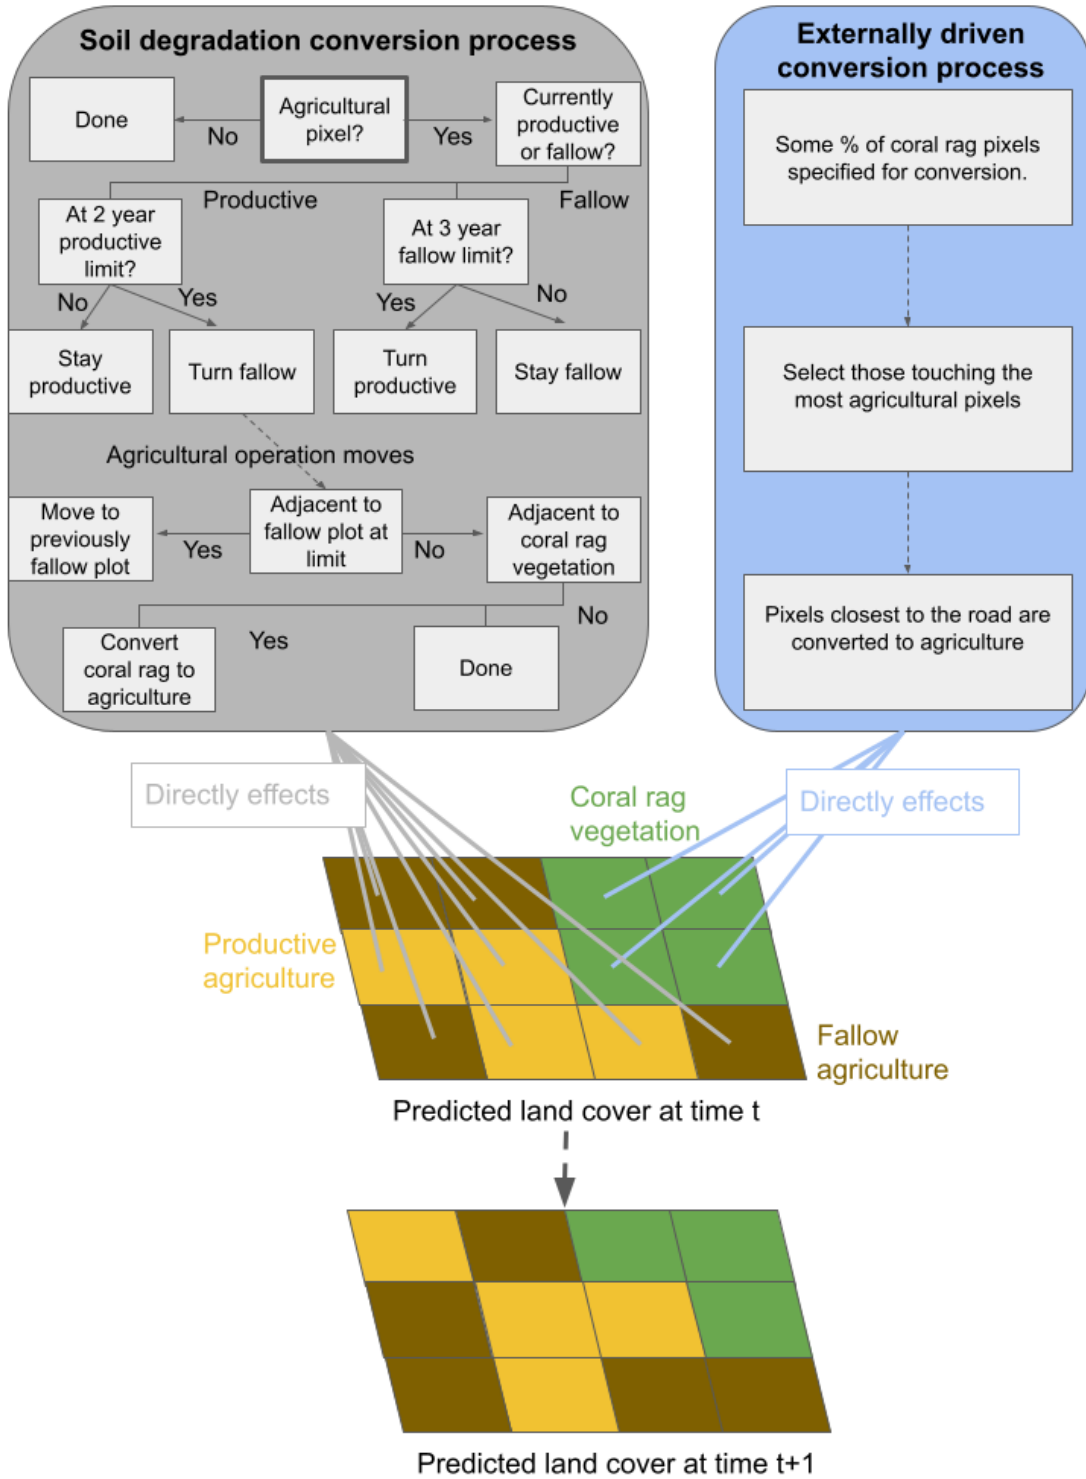 Soil degradation conversion process
Done
No
Agricultural
pixel?
Yes
Currently
productive
or fallow?
Productive
Fallow
At 2 year
productive
limit?
At 3 year
fallow limit?
No
Yes
Yes
No
Stay
productive
Turn fallow
Turn
productive
Stay fallow
Agricultural operation moves
Move to
previously
fallow plot
Yes
Adjacent to
fallow plot at
limit
No
Adjacent to
coral rag
vegetation
Yes
No
Convert
coral rag to
agriculture
Done
Externally driven
conversion process
Some % of coral rag pixels
specified for conversion.
Select those touching the
most agricultural pixels
Pixels closest to the road are
converted to agriculture
Directly effects
Coral rag
vegetation
Directly effects
Productive
agriculture
Fallow
agriculture
Predicted land cover at time t
Predicted land cover at time t+1